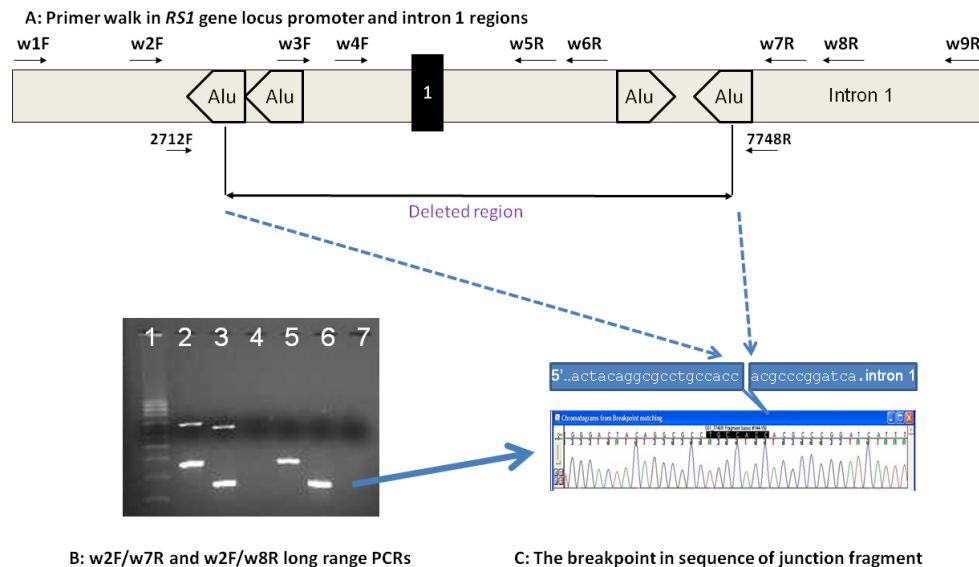 A: Primer walk in RS1 gene locus promoter and intron 1 regions
w1F w2F w3F w4F w5R w6R w7R w8R w9R
Alu Alu 1 Alu Alu Intron 1
2712F 7748R
Deleted region
1 2 3 4 5 6 7
5'..actacaggcgcctgccacc acgcccggatca.intron 1
Chromatograms from Breakpoint matching
B: w2F/w7R and w2F/w8R long range PCRs
C: The breakpoint in sequence of junction fragment